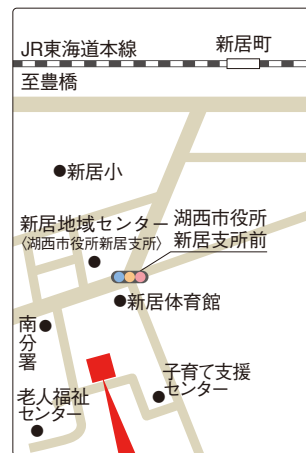 JR東海道本線
新居町
至豊橋
●新居小
新居地域センター
〈湖西市役所新居支所〉
湖西市役所
新居支所前
●新居体育館
南分署
子育て支援
センター
老人福祉
センター